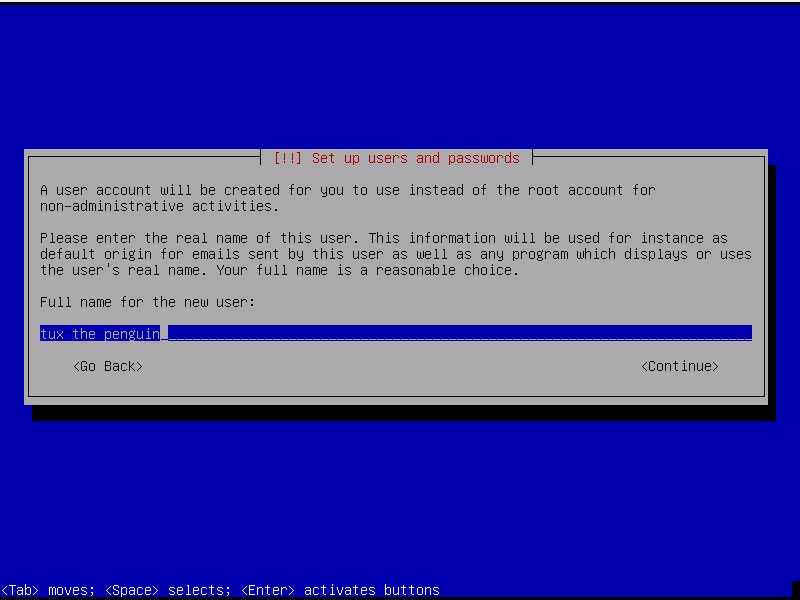 [!!] Set up users and passwords
A user account will be created for you to use instead of the root account for
non-administrative activities.
Please enter the real name of this user. This information will be used for instance as
default origin for emails sent by this user as well as any program which displays or uses
the user's real name. Your full name is a reasonable choice.
Full name for the new user:
tux the penguin
<Go Back> <Continue>
<Tab> moves; <Space> selects; <Enter> activates buttons